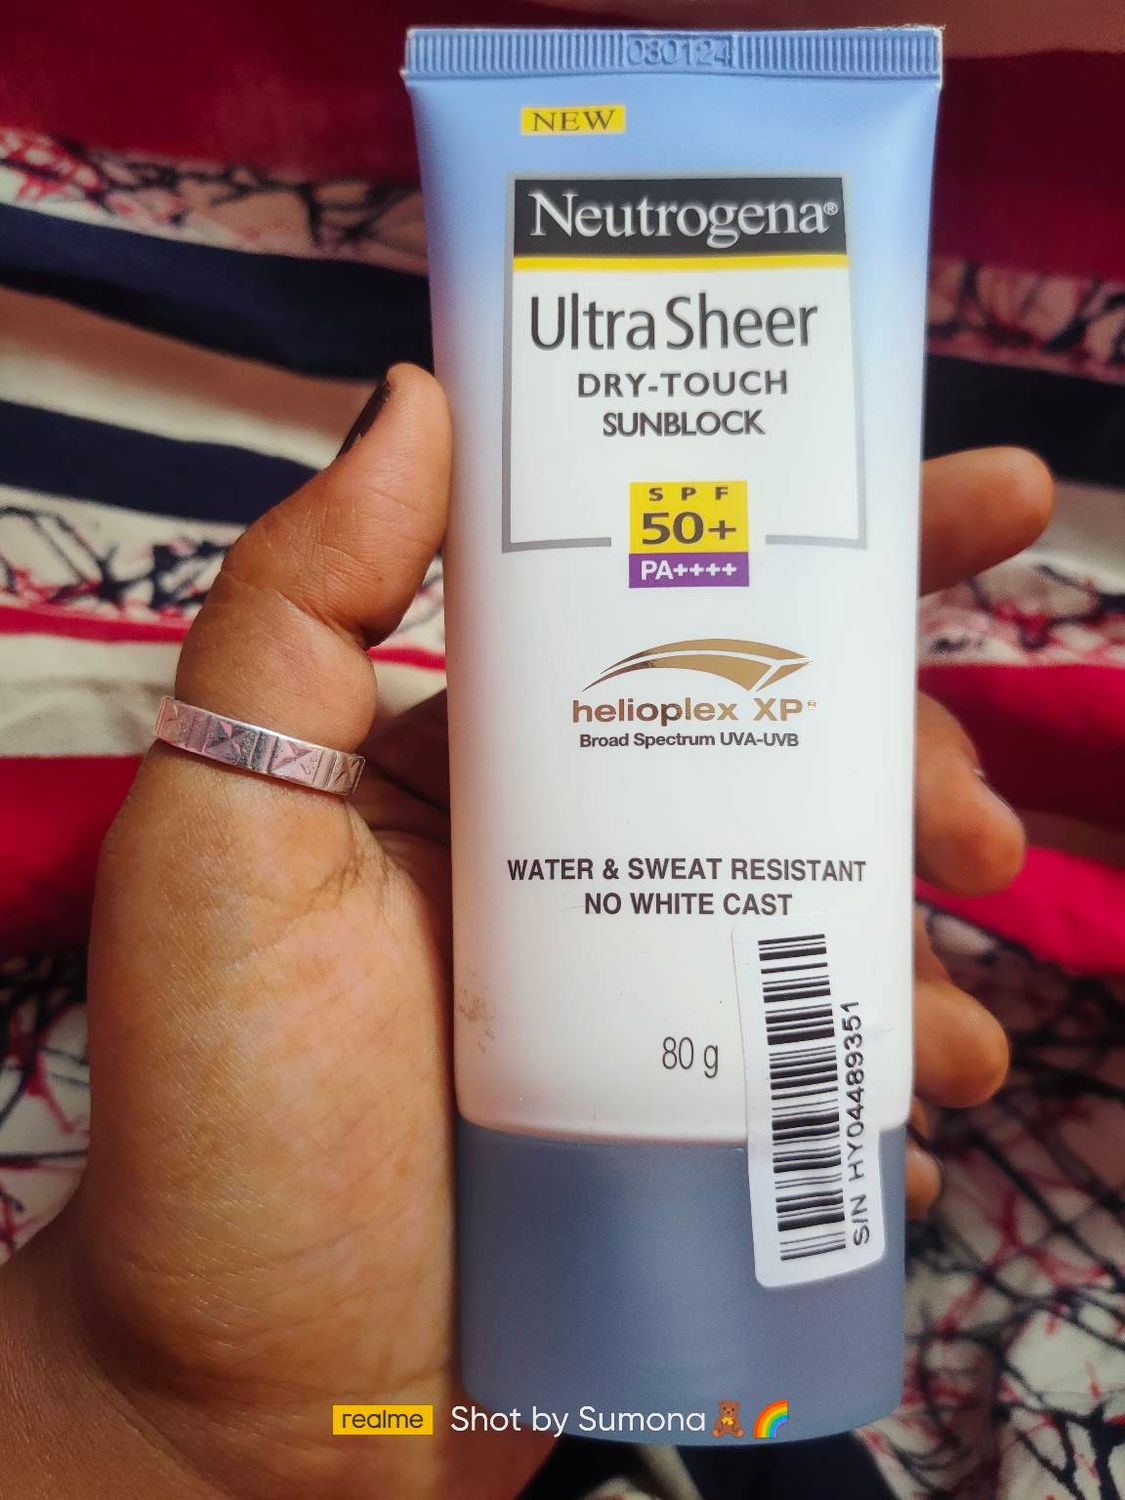 030124
NEW
Neutrogena®
Ultra Sheer
DRY-TOUCH
SUNBLOCK
SPF
50+
PA++++
helioplex XP®
Broad Spectrum UVA-UVB
WATER & SWEAT RESISTANT
NO WHITE CAST
80 g
S/N HY04489351
realme Shot by Sumona🧸🌈